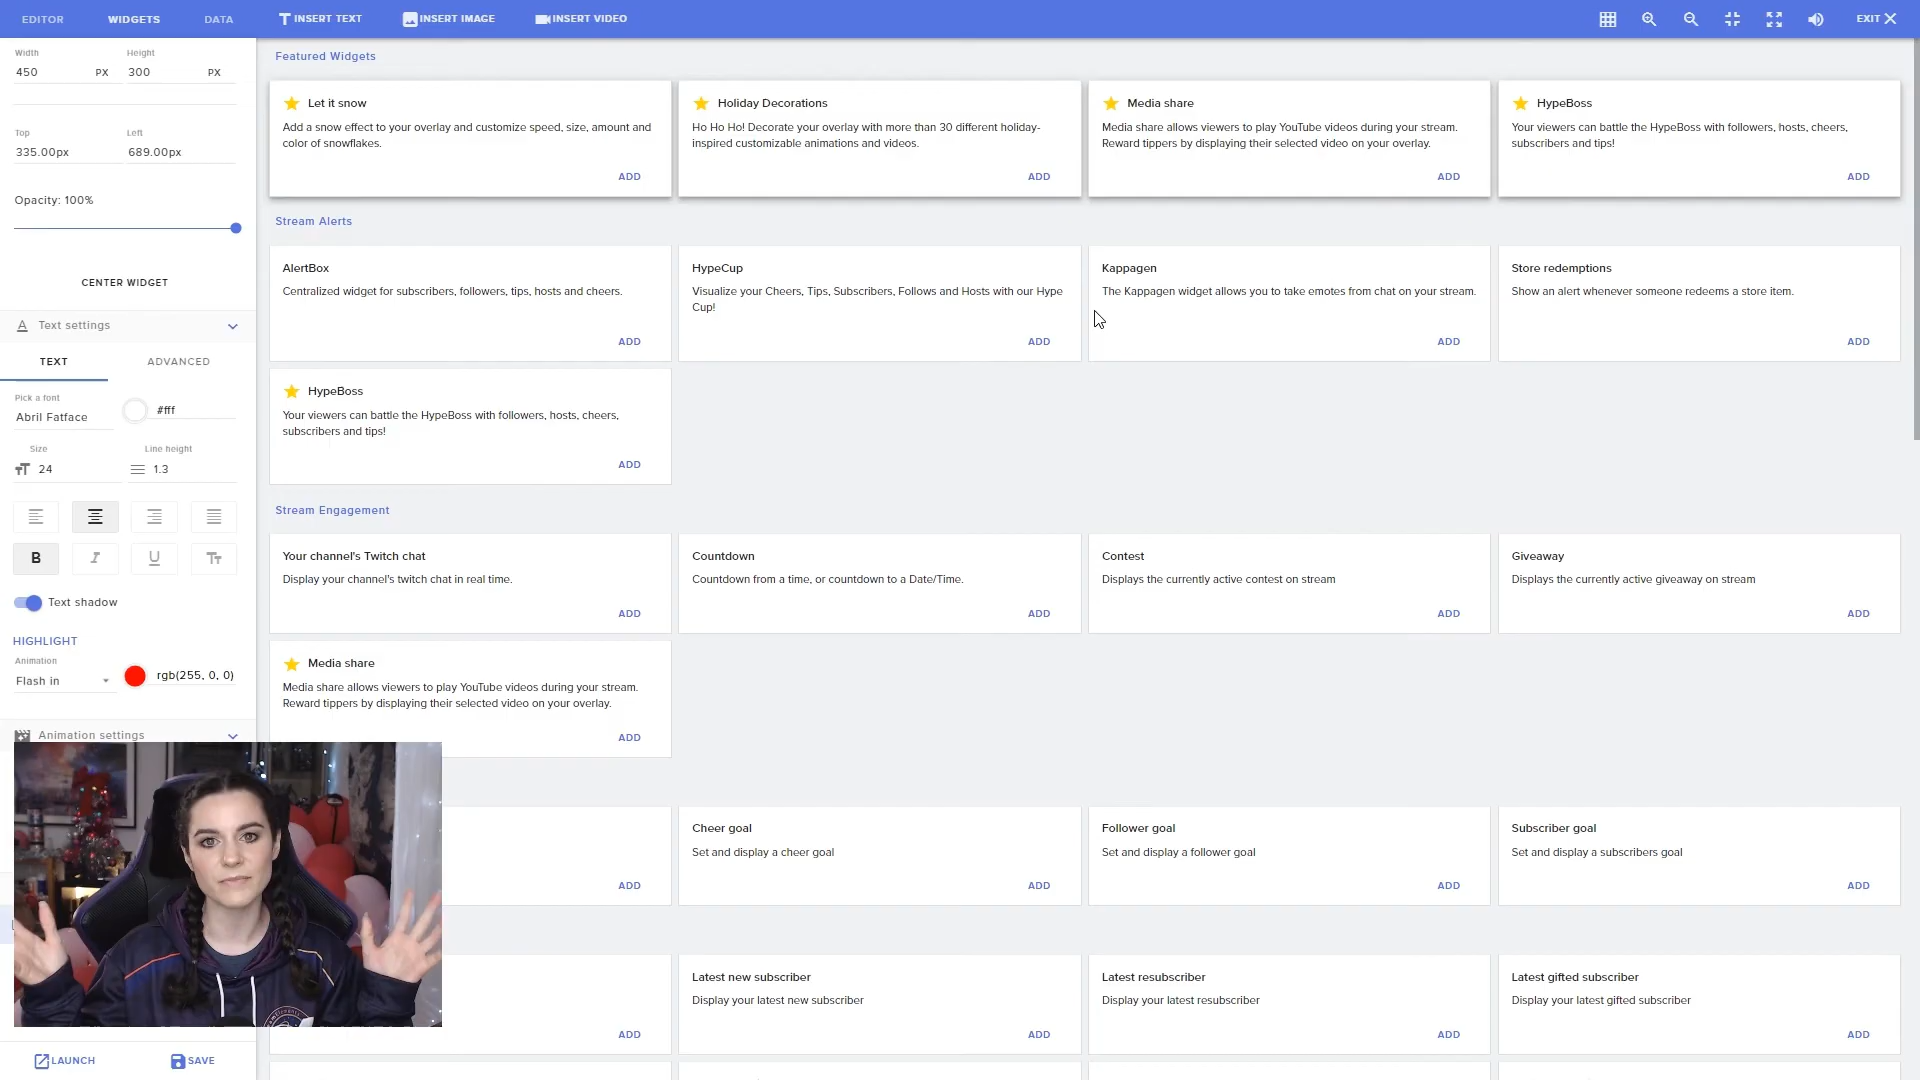 EDITOR WIDGETS DATA INSERT TEXT INSERT IMAGE INSERT VIDEO EXIT
Width Height
450 PX 300 PX
Top Left
335.00px 689.00px
Opacity: 100%
CENTER WIDGET
Text settings
TEXT ADVANCED
Pick a font
Abril Fatface #fff
Size Line height
24 1.3
B I U Tt
Text shadow
HIGHLIGHT
Animation
Flash in rgb(255, 0, 0)
Animation settings
LAUNCH SAVE
Featured Widgets
Let it snow
Add a snow effect to your overlay and customize speed, size, amount and
color of snowflakes.
ADD
Holiday Decorations
Ho Ho Ho! Decorate your overlay with more than 30 different holiday-
inspired customizable animations and videos.
ADD
Media share
Media share allows viewers to play YouTube videos during your stream.
Reward tippers by displaying their selected video on your overlay.
ADD
HypeBoss
Your viewers can battle the HypeBoss with followers, hosts, cheers,
subscribers and tips!
ADD
Stream Alerts
AlertBox
Centralized widget for subscribers, followers, tips, hosts and cheers.
ADD
HypeCup
Visualize your Cheers, Tips, Subscribers, Follows and Hosts with our Hype
Cup!
ADD
Kappagen
The Kappagen widget allows you to take emotes from chat on your stream.
ADD
Store redemptions
Show an alert whenever someone redeems a store item.
ADD
HypeBoss
Your viewers can battle the HypeBoss with followers, hosts, cheers,
subscribers and tips!
ADD
Stream Engagement
Your channel's Twitch chat
Display your channel's twitch chat in real time.
ADD
Countdown
Countdown from a time, or countdown to a Date/Time.
ADD
Contest
Displays the currently active contest on stream
ADD
Giveaway
Displays the currently active giveaway on stream
ADD
Media share
Media share allows viewers to play YouTube videos during your stream.
Reward tippers by displaying their selected video on your overlay.
ADD
ADD
Cheer goal
Set and display a cheer goal
ADD
Follower goal
Set and display a follower goal
ADD
Subscriber goal
Set and display a subscribers goal
ADD
ADD
Latest new subscriber
Display your latest new subscriber
ADD
Latest resubscriber
Display your latest resubscriber
ADD
Latest gifted subscriber
Display your latest gifted subscriber
ADD